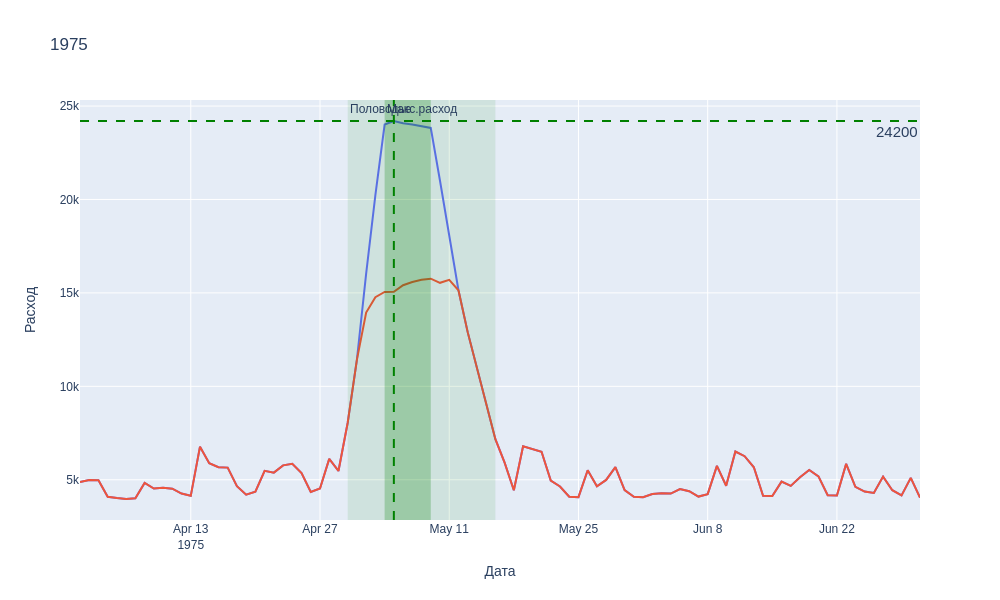 1975
Половодье
Макс.расход
24200
25k
20k
15k
10k
5k
Расход
Apr 13
1975
Apr 27
May 11
May 25
Jun 8
Jun 22
Дата